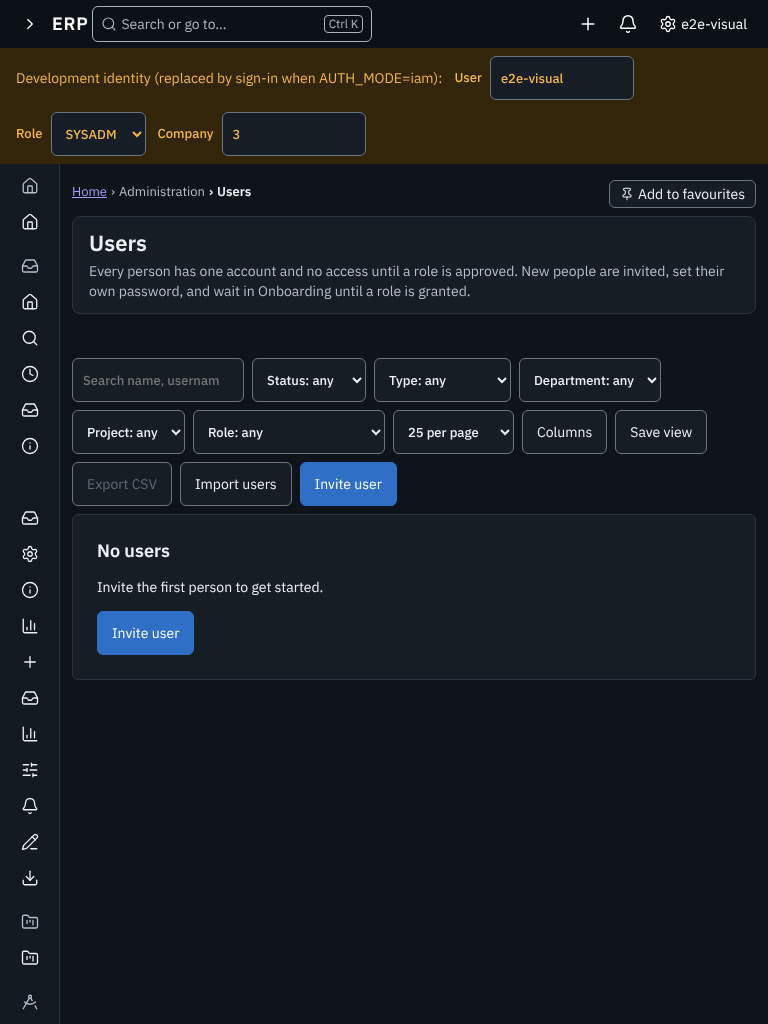 ERP Search or go to... Ctrl K e2e-visual
Development identity (replaced by sign-in when AUTH_MODE=iam): User e2e-visual
Role SYSADM Company 3
Home › Administration › Users Add to favourites
Users
Every person has one account and no access until a role is approved. New people are invited, set their
own password, and wait in Onboarding until a role is granted.
Search name, usernam Status: any Type: any Department: any
Project: any Role: any 25 per page Columns Save view
Export CSV Import users Invite user
No users
Invite the first person to get started.
Invite user